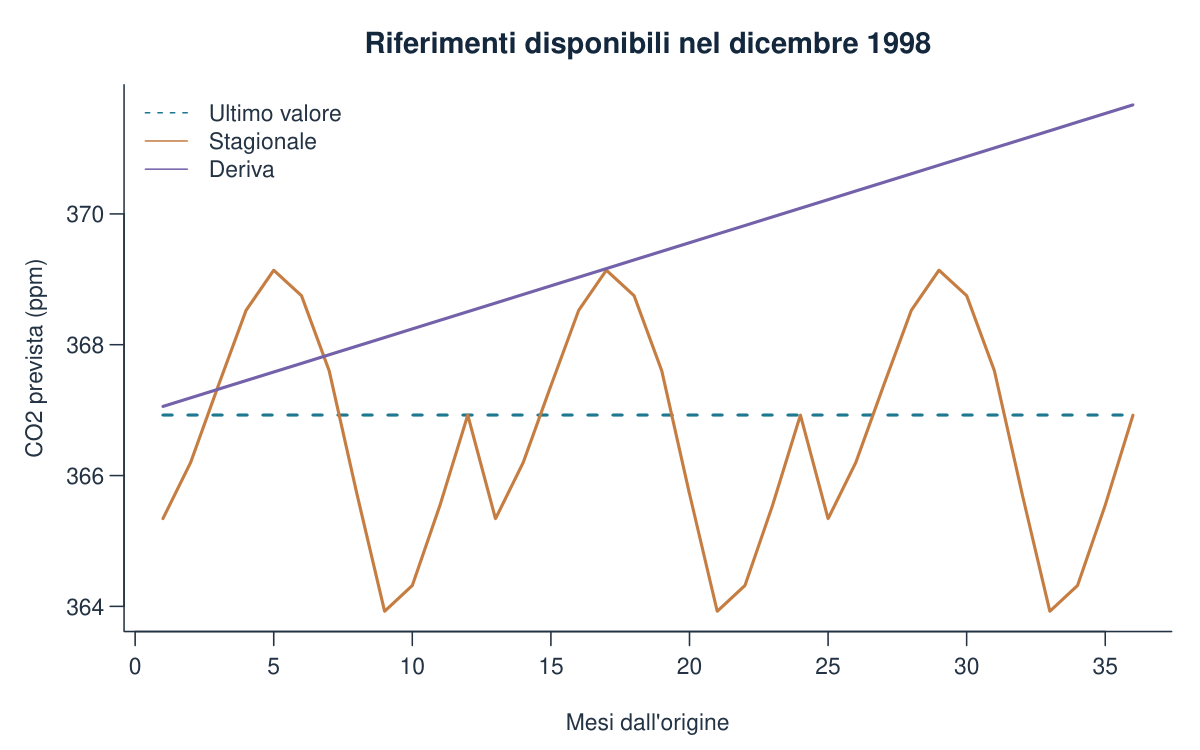 Riferimenti disponibili nel dicembre 1998
Ultimo valore
Stagionale
Deriva
CO2 prevista (ppm)
370
368
366
364
0 5 10 15 20 25 30 35
Mesi dall'origine